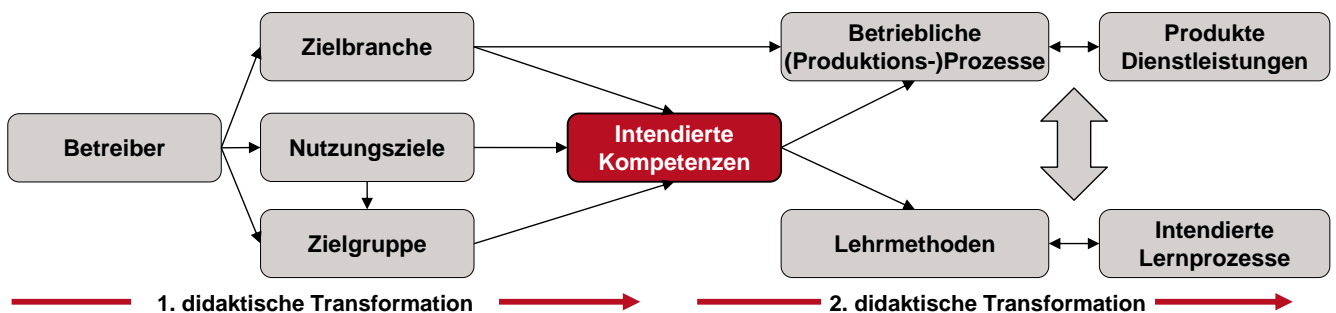 Betreiber
Zielbranche
Nutzungsziele
Zielgruppe
Intendierte
Kompetenzen
Betriebliche
(Produktions-)Prozesse
Produkte
Dienstleistungen
Lehrmethoden
Intendierte
Lernprozesse
1. didaktische Transformation
2. didaktische Transformation